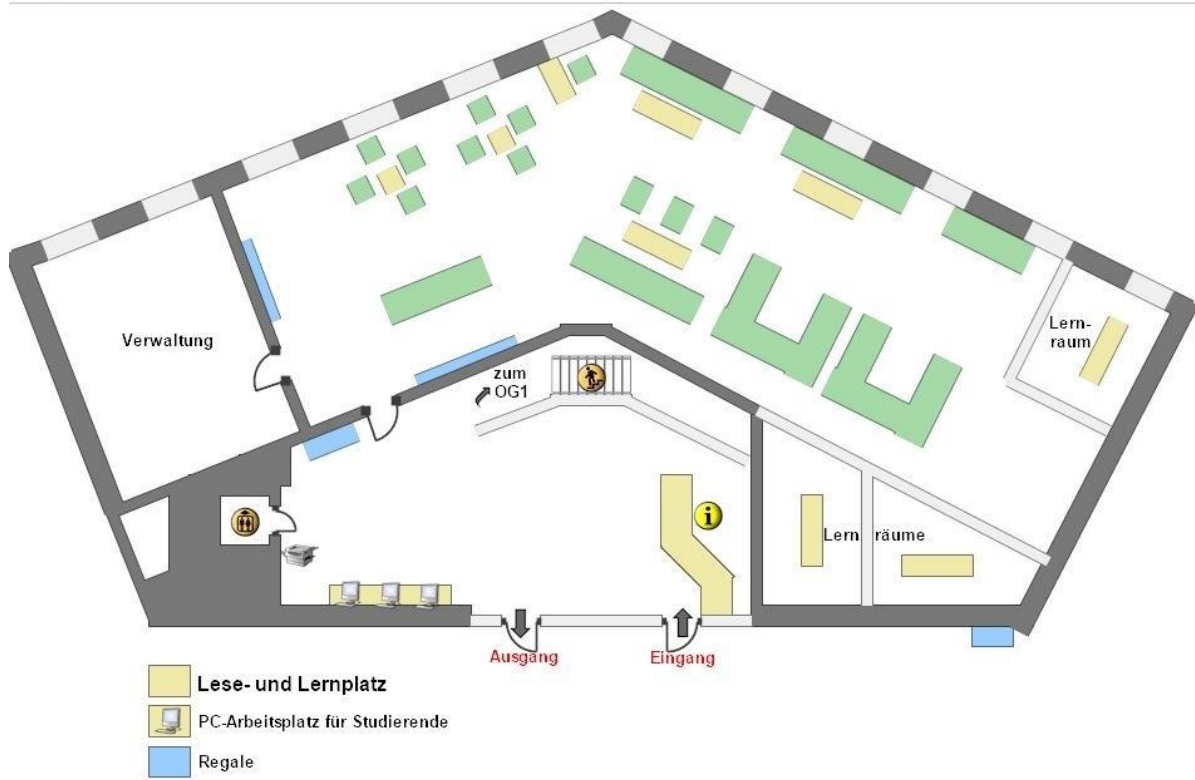 Verwaltung
Lern-
raum
zum
OG1
i
Lern räume
Ausgang
Eingang
Lese- und Lernplatz
PC-Arbeitsplatz für Studierende
Regale